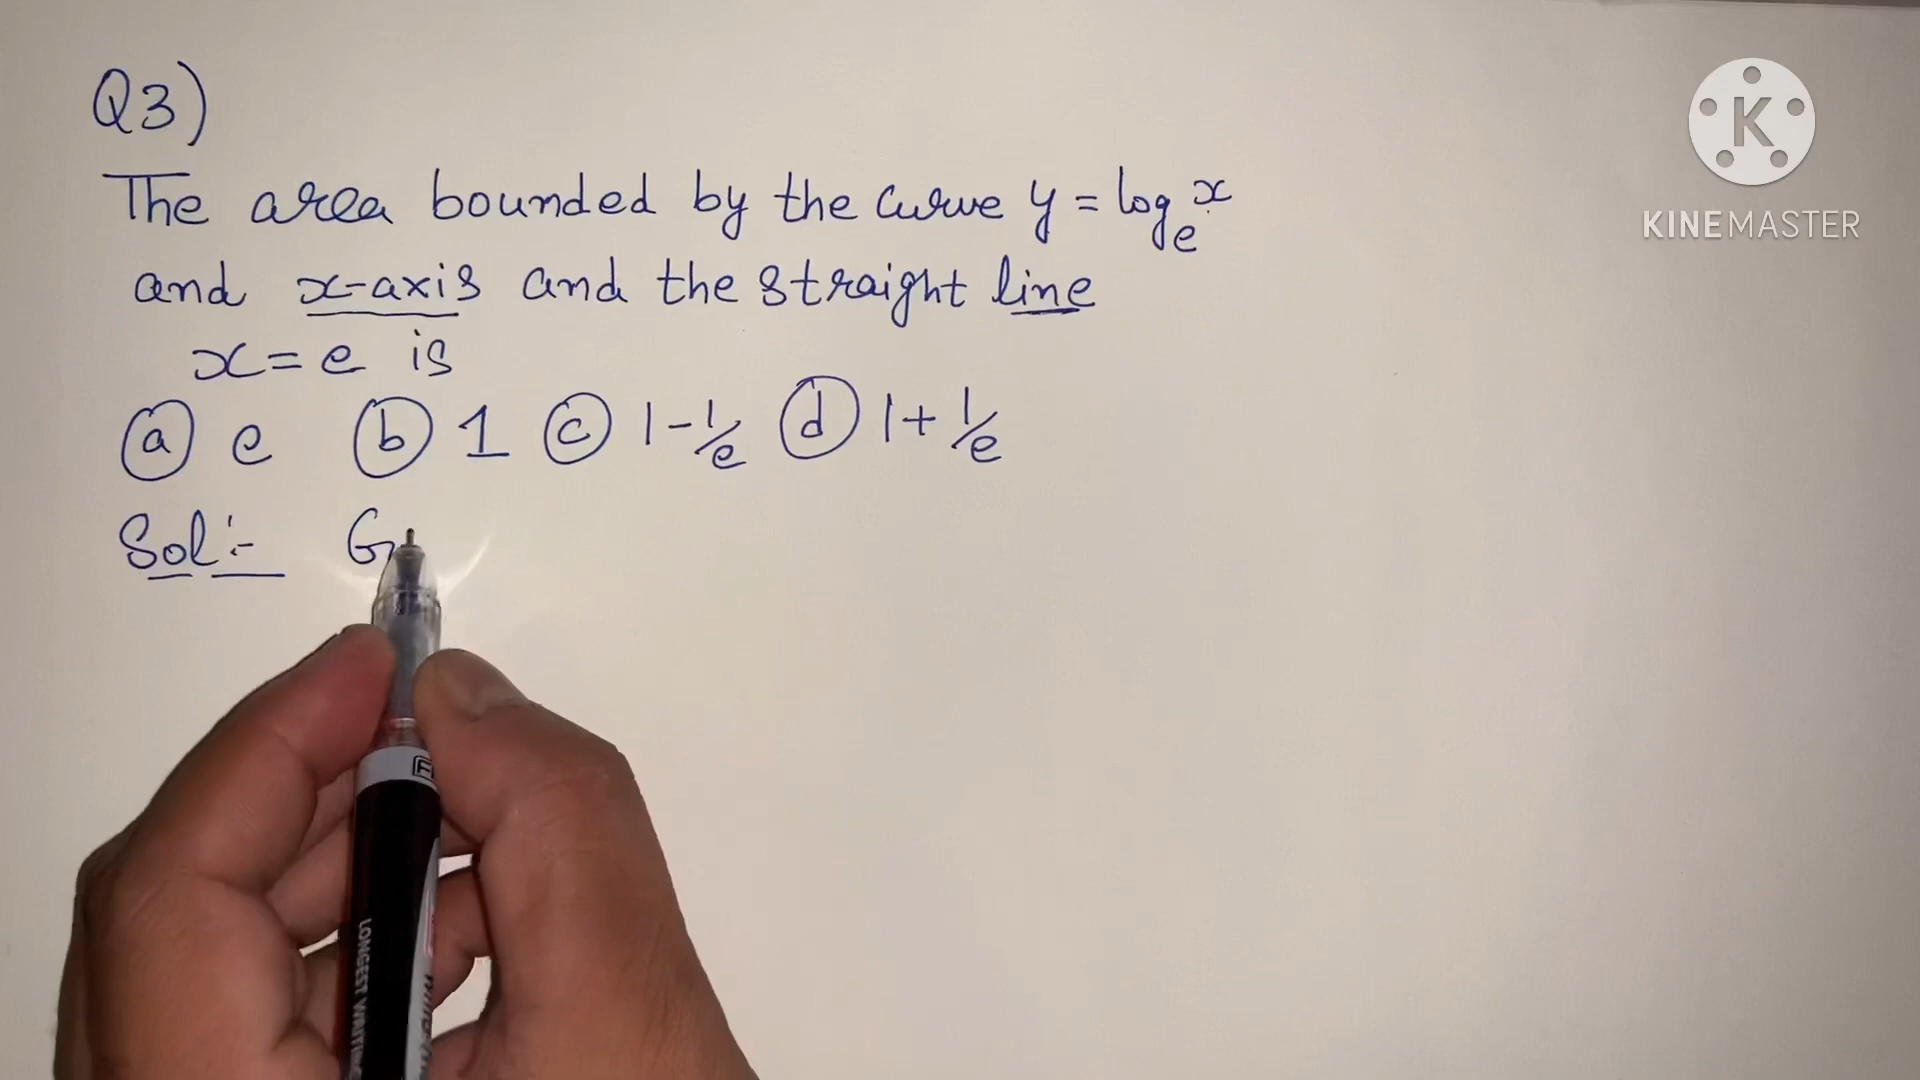 Q3)
The area bounded by the curve y = log_e x
and x-axis and the straight line
x = e is
(a) e (b) 1 (c) 1 - 1/e (d) 1 + 1/e
Sol:- G
K
KINEMASTER
LONGEST